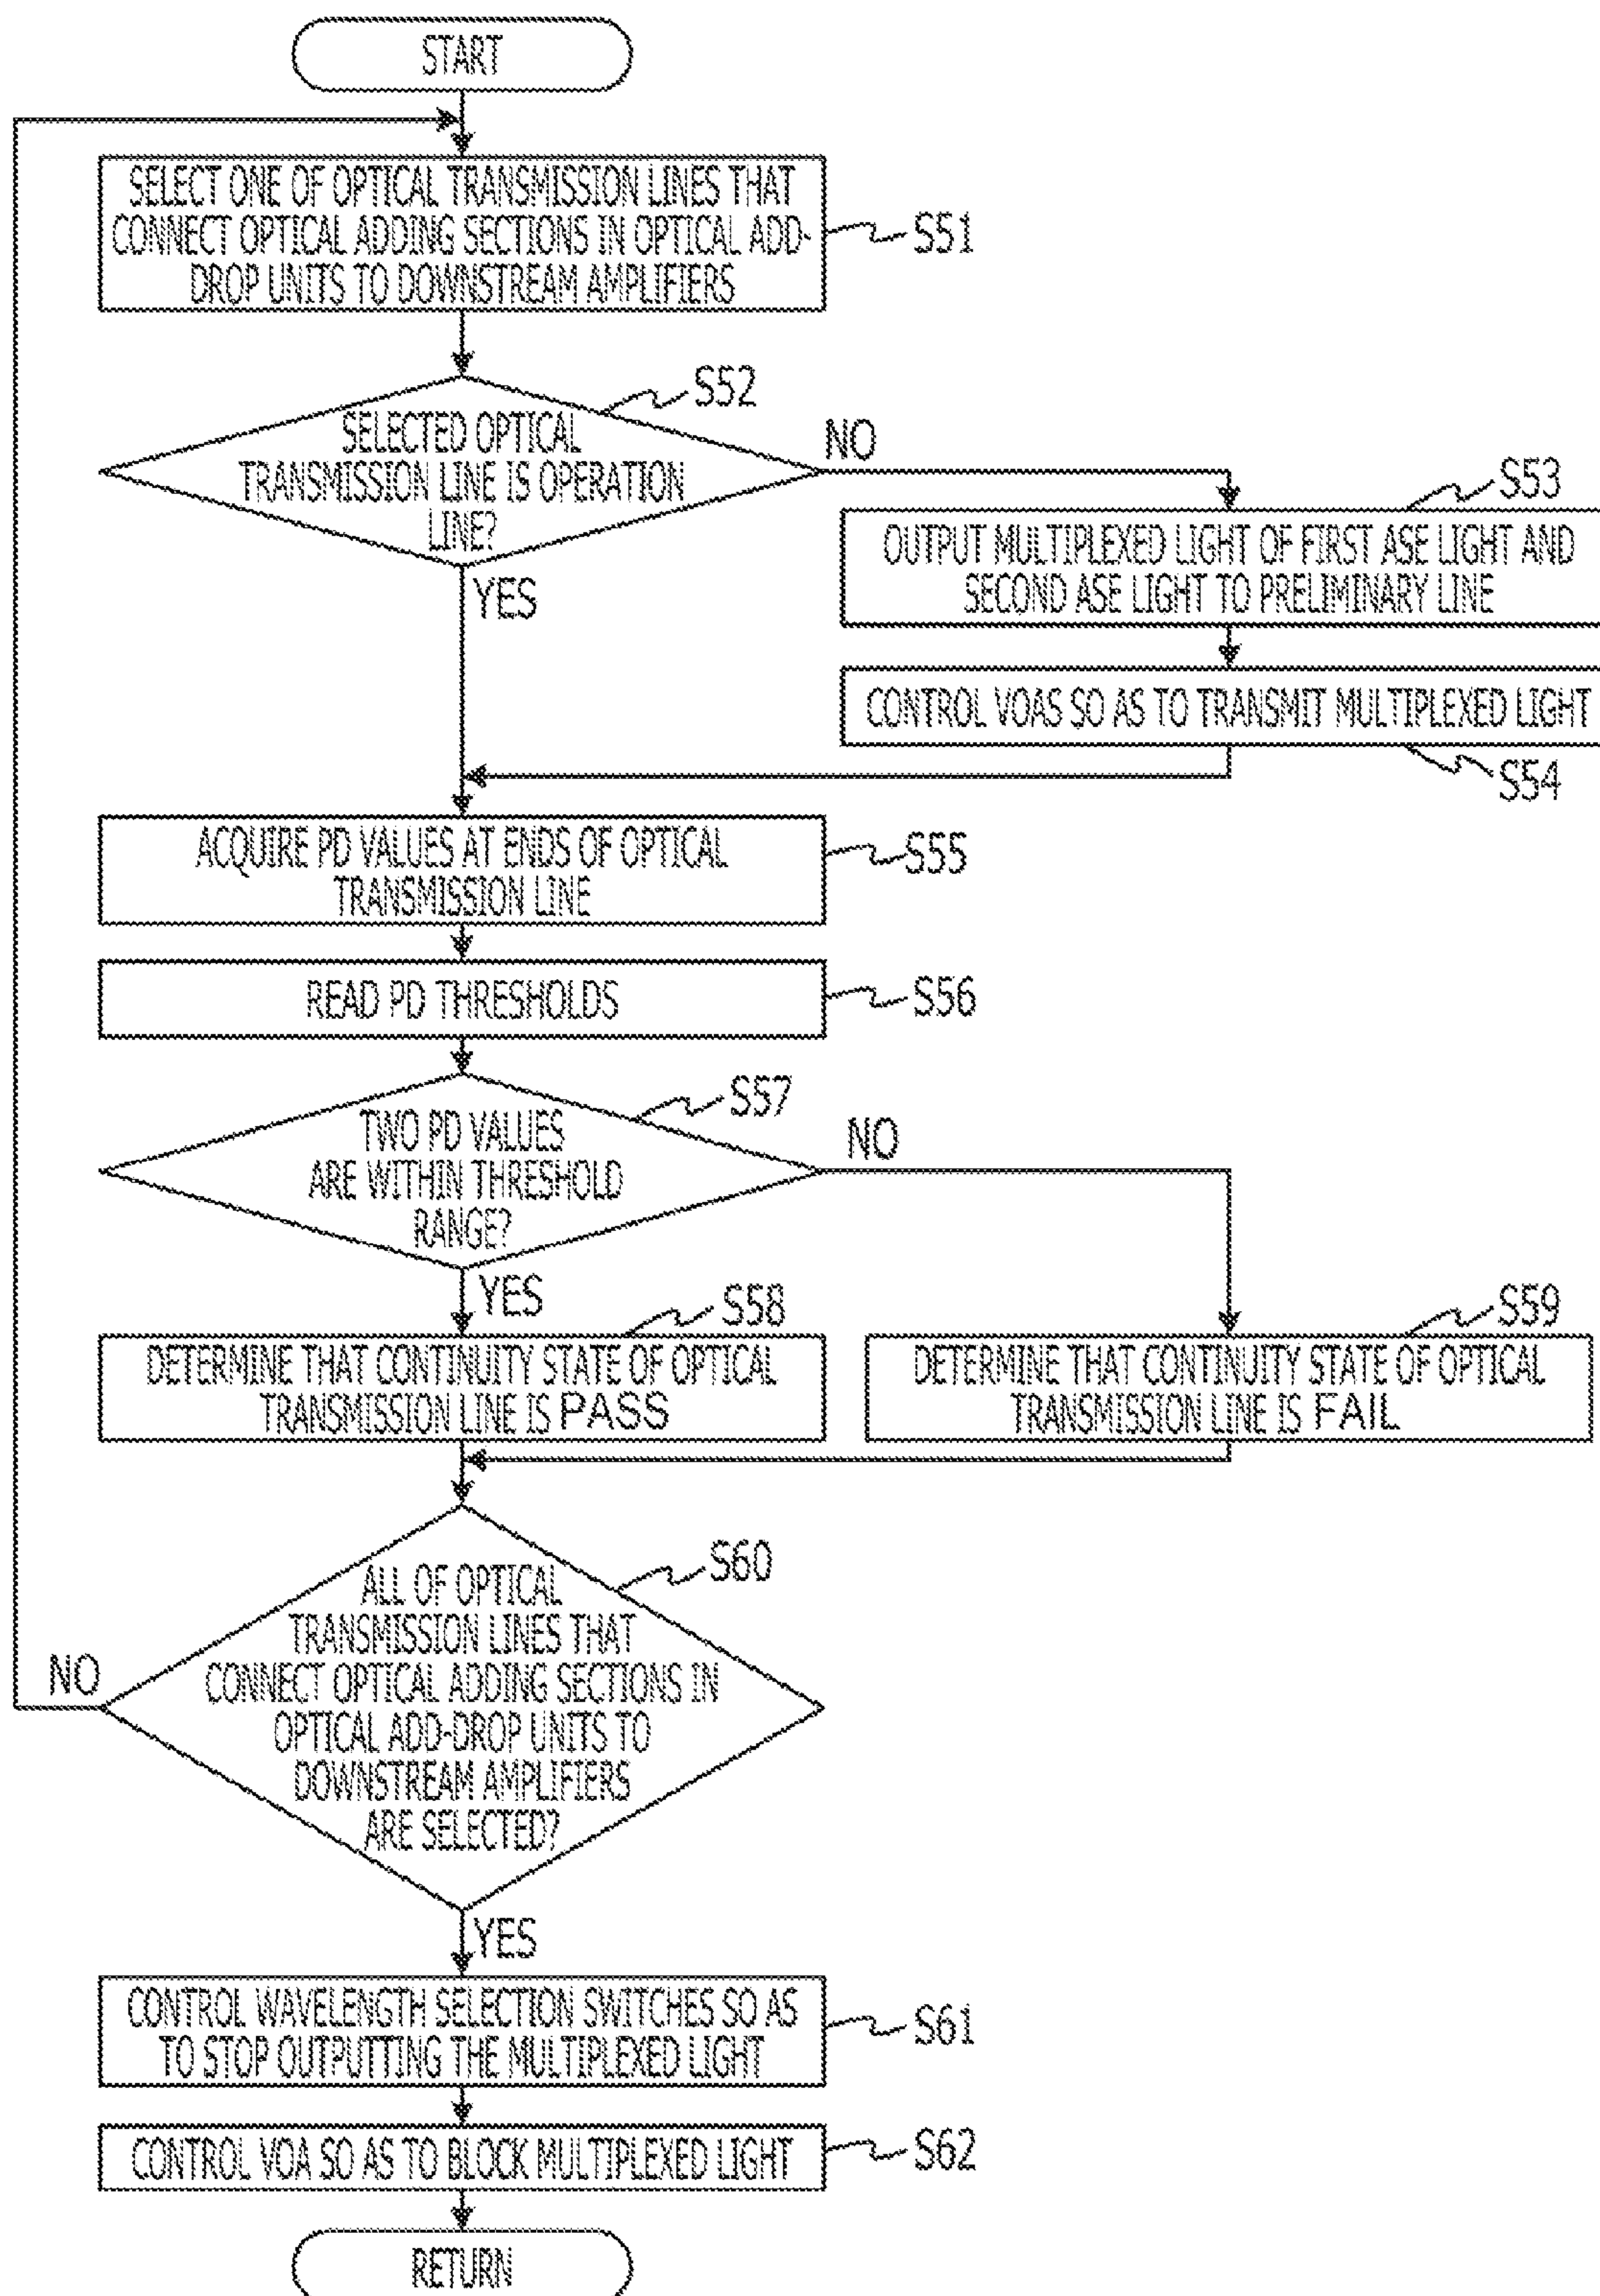 START
SELECT ONE OF OPTICAL TRANSMISSION LINES THAT
CONNECT OPTICAL ADDING SECTIONS IN OPTICAL ADD-
DROP UNITS TO DOWNSTREAM AMPLIFIERS
S51
S52
SELECTED OPTICAL
TRANSMISSION LINE IS OPERATION
LINE?
NO
YES
S53
OUTPUT MULTIPLEXED LIGHT OF FIRST ASE LIGHT AND
SECOND ASE LIGHT TO PRELIMINARY LINE
CONTROL VOAS SO AS TO TRANSMIT MULTIPLEXED LIGHT
S54
ACQUIRE PD VALUES AT ENDS OF OPTICAL
TRANSMISSION LINE
S55
READ PD THRESHOLDS
S56
S57
TWO PD VALUES
ARE WITHIN THRESHOLD
RANGE?
NO
YES
S58
DETERMINE THAT CONTINUITY STATE OF OPTICAL
TRANSMISSION LINE IS PASS
S59
DETERMINE THAT CONTINUITY STATE OF OPTICAL
TRANSMISSION LINE IS FAIL
S60
ALL OF OPTICAL
TRANSMISSION LINES THAT
CONNECT OPTICAL ADDING SECTIONS IN
OPTICAL ADD-DROP UNITS TO
DOWNSTREAM AMPLIFIERS
ARE SELECTED?
NO
YES
CONTROL WAVELENGTH SELECTION SWITCHES SO AS
TO STOP OUTPUTTING THE MULTIPLEXED LIGHT
S61
CONTROL VOA SO AS TO BLOCK MULTIPLEXED LIGHT
S62
RETURN